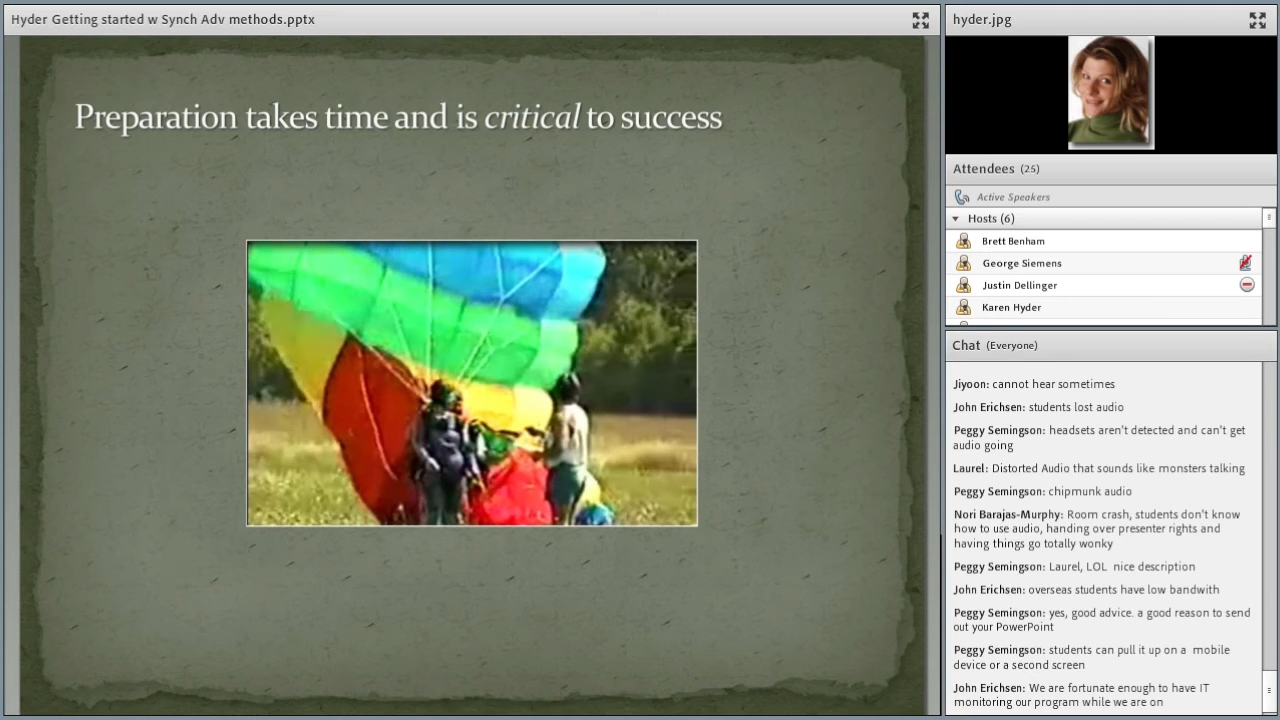 Hyder Getting started w Synch Adv methods.pptx
Preparation takes time and is critical to success
hyder.jpg
Attendees (25)
Active Speakers
Hosts (6)
Brett Benham
George Siemens
Justin Dellinger
Karen Hyder
Chat (Everyone)
Jiyoon: cannot hear sometimes
John Erichsen: students lost audio
Peggy Semingson: headsets aren't detected and can't get
audio going
Laurel: Distorted Audio that sounds like monsters talking
Peggy Semingson: chipmunk audio
Nori Barajas-Murphy: Room crash, students don't know
how to use audio, handing over presenter rights and
having things go totally wonky
Peggy Semingson: Laurel, LOL nice description
John Erichsen: overseas students have low bandwith
Peggy Semingson: yes, good advice. a good reason to send
out your PowerPoint
Peggy Semingson: students can pull it up on a mobile
device or a second screen
John Erichsen: We are fortunate enough to have IT
monitoring our program while we are on